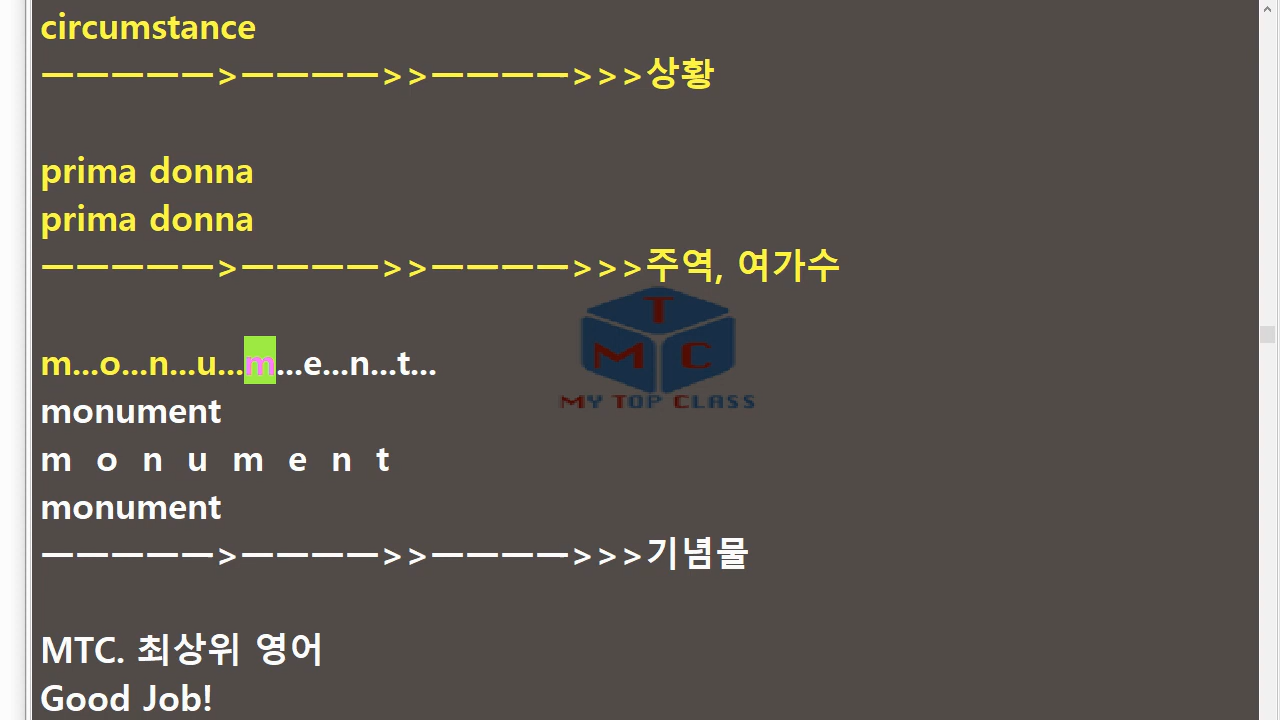 circumstance
ㅡㅡㅡㅡㅡ>ㅡㅡㅡㅡ>>ㅡㅡㅡㅡ>>>상황
prima donna
prima donna
ㅡㅡㅡㅡㅡ>ㅡㅡㅡㅡ>>ㅡㅡㅡㅡ>>>주역, 여가수
T
M C
MY TOP CLASS
m...o...n...u...m...e...n...t...
monument
m o n u m e n t
monument
ㅡㅡㅡㅡㅡ>ㅡㅡㅡㅡ>>ㅡㅡㅡㅡ>>>기념물
MTC. 최상위 영어
Good Job!